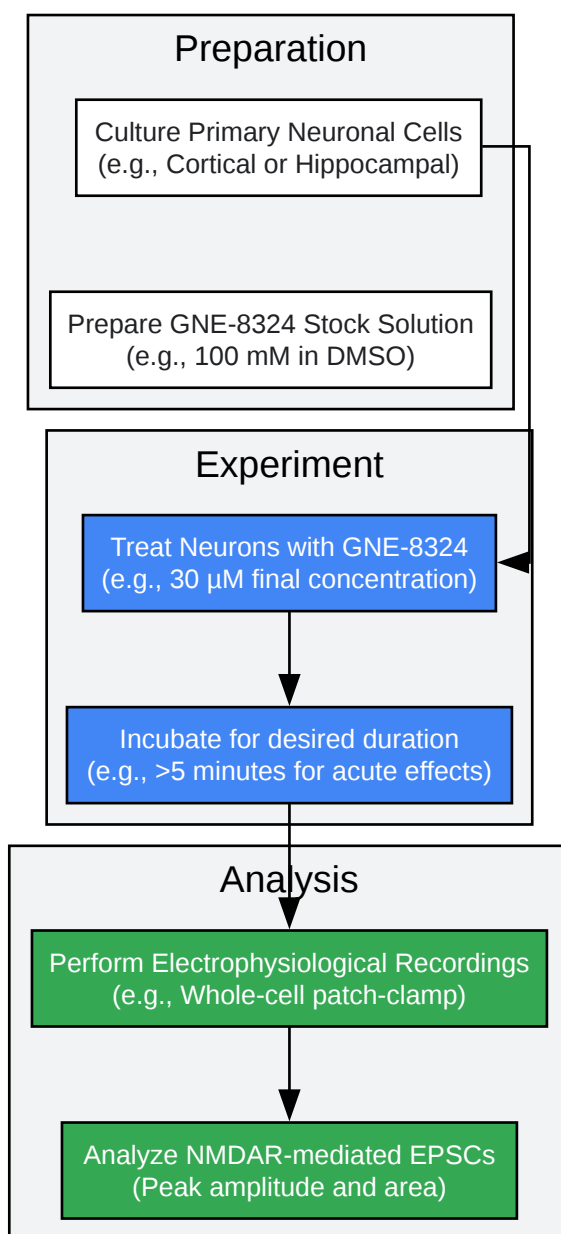 Preparation
Culture Primary Neuronal Cells
(e.g., Cortical or Hippocampal)
Prepare GNE-8324 Stock Solution
(e.g., 100 mM in DMSO)
Experiment
Treat Neurons with GNE-8324
(e.g., 30 µM final concentration)
Incubate for desired duration
(e.g., >5 minutes for acute effects)
Analysis
Perform Electrophysiological Recordings
(e.g., Whole-cell patch-clamp)
Analyze NMDAR-mediated EPSCs
(Peak amplitude and area)